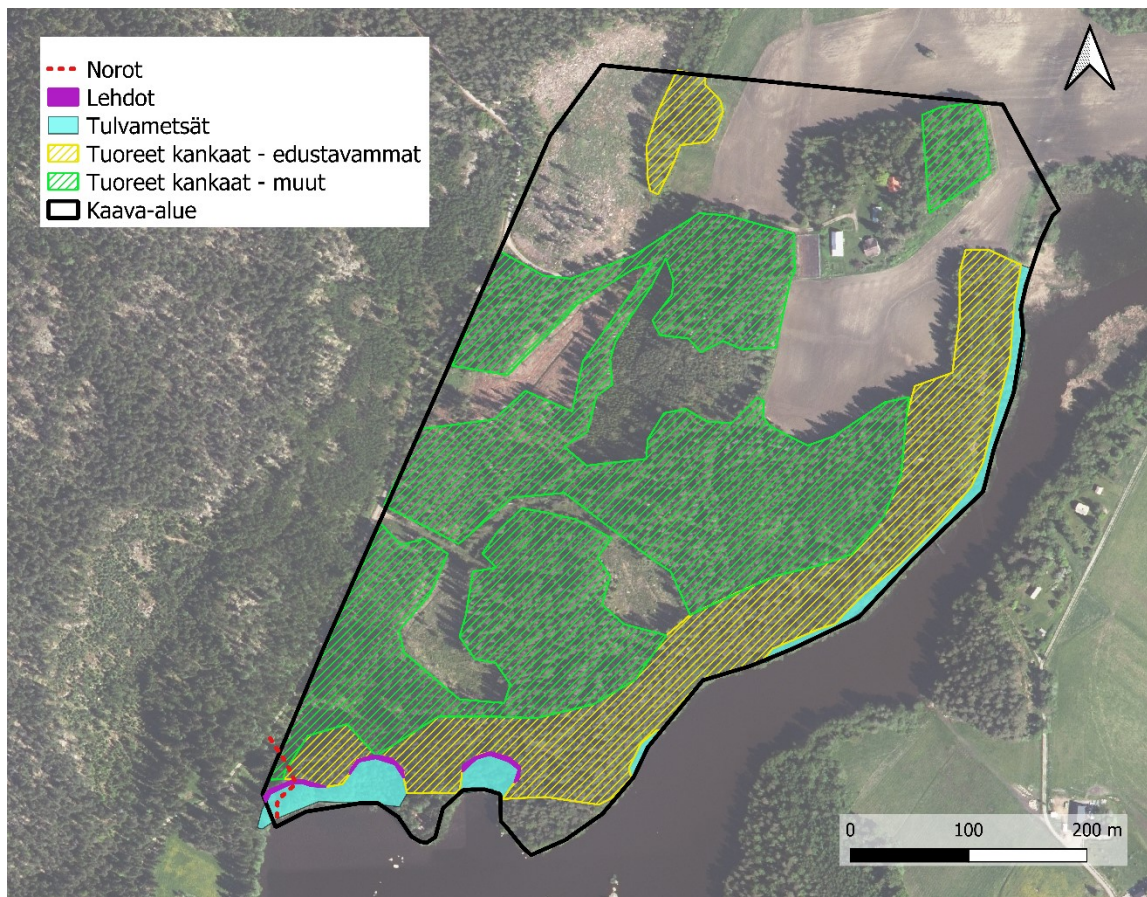 Norot
Lehdot
Tulvametsät
Tuoreet kankaat - edustavammat
Tuoreet kankaat - muut
Kaava-alue
0 100 200 m